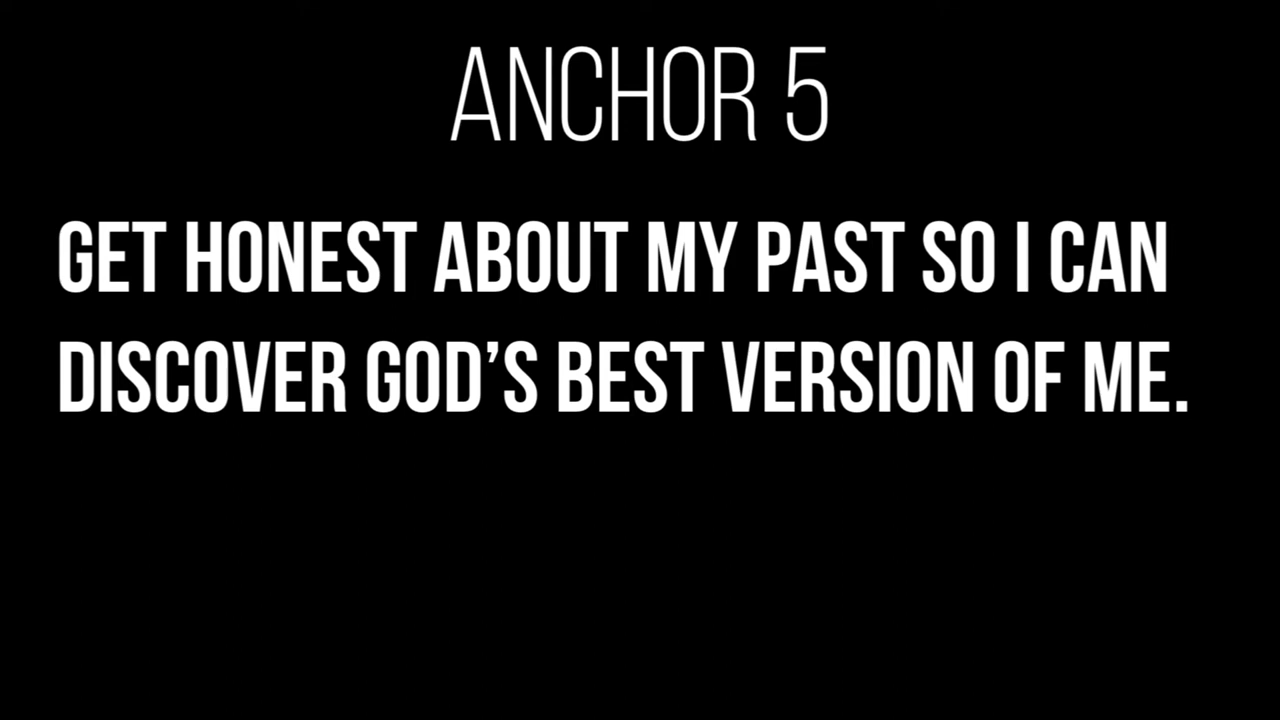 ANCHOR 5
GET HONEST ABOUT MY PAST SO I CAN
DISCOVER GOD’S BEST VERSION OF ME.